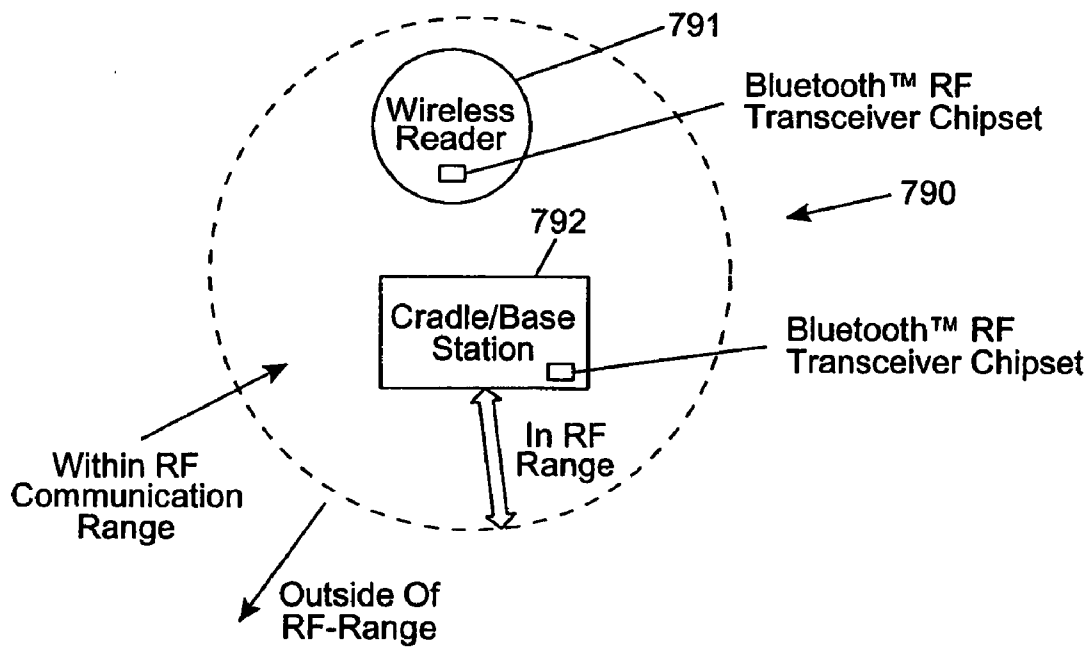 791
Wireless
Reader
Bluetooth™ RF
Transceiver Chipset
790
792
Cradle/Base
Station
Bluetooth™ RF
Transceiver Chipset
In RF
Range
Within RF
Communication
Range
Outside Of
RF-Range